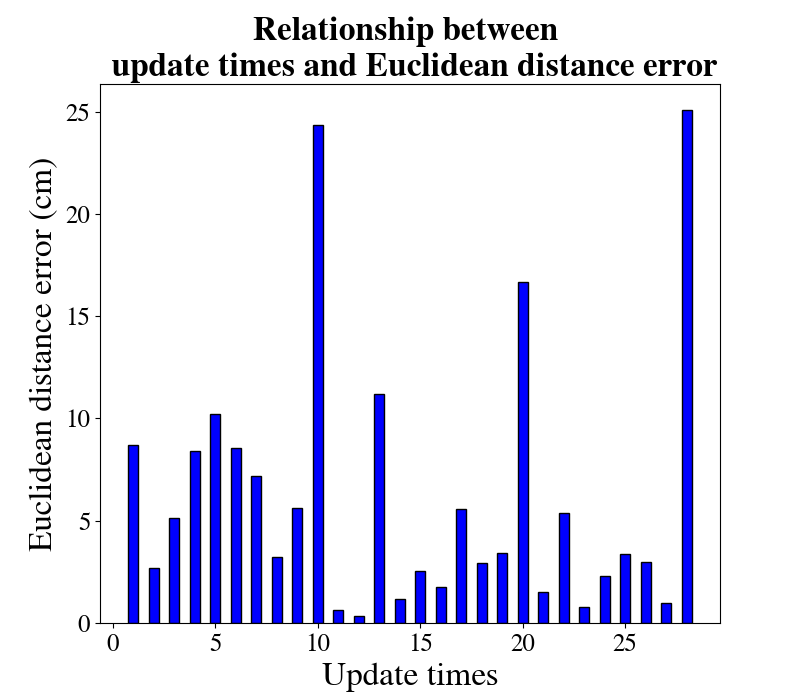 Relationship between
update times and Euclidean distance error
Euclidean distance error (cm)
25
20
15
10
5
0
0 5 10 15 20 25
Update times